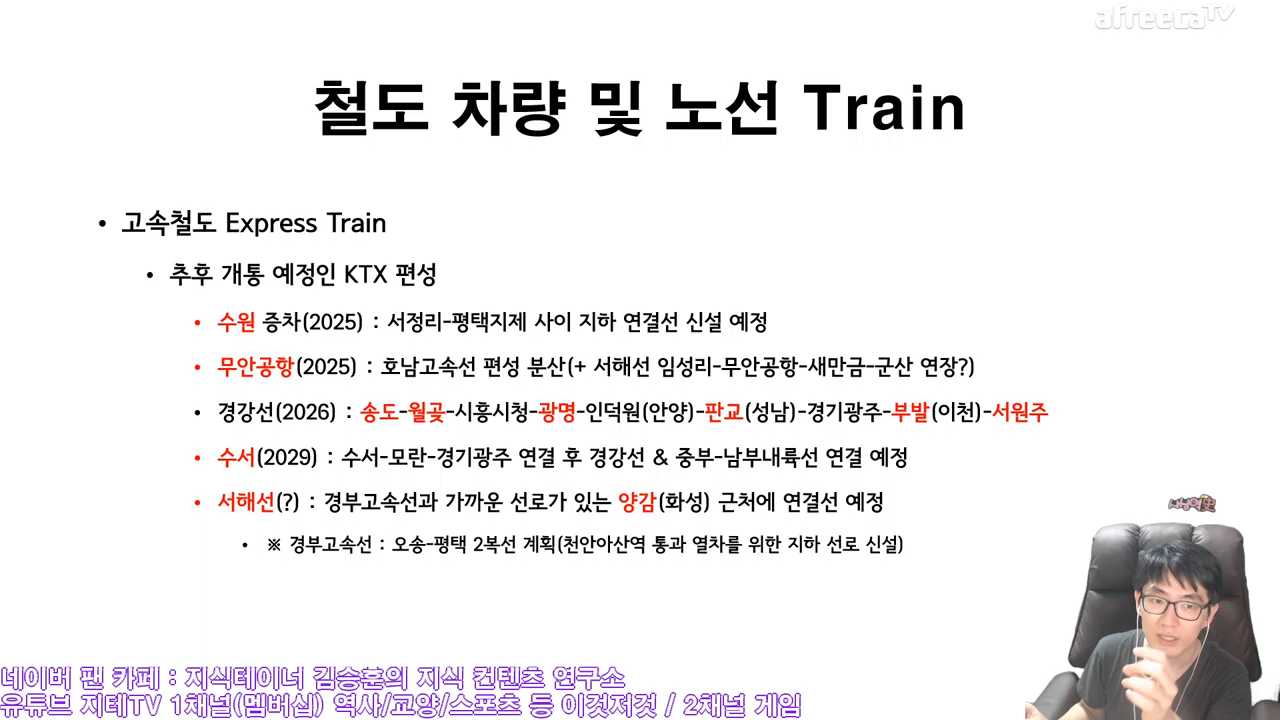 afreecaTV
철도 차량 및 노선 Train
• 고속철도 Express Train
• 추후 개통 예정인 KTX 편성
• 수원 증차(2025) : 서정리-평택지제 사이 지하 연결선 신설 예정
• 무안공항(2025) : 호남고속선 편성 분산(+ 서해선 임성리-무안공항-새만금-군산 연장?)
• 경강선(2026) : 송도-월곶-시흥시청-광명-인덕원(안양)-판교(성남)-경기광주-부발(이천)-서원주
• 수서(2029) : 수서-모란-경기광주 연결 후 경강선 & 중부-남부내륙선 연결 예정
• 서해선(?) : 경부고속선과 가까운 선로가 있는 양감(화성) 근처에 연결선 예정
• ※ 경부고속선 : 오송-평택 2복선 계획(천안아산역 통과 열차를 위한 지하 선로 신설)
네이버 팬 카페 : 지식테이너 김승훈의 지식 컨텐츠 연구소
유튜브 지테TV 1채널(멤버십) 역사/교양/스포츠 등 이것저것 / 2채널 게임